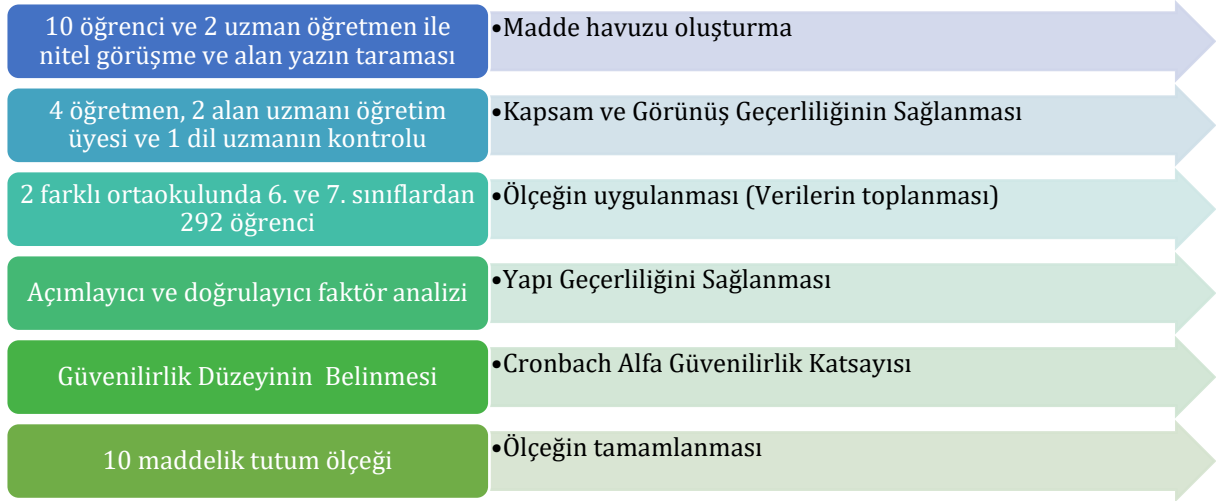 10 öğrenci ve 2 uzman öğretmen ile
nitel görüşme ve alan yazın taraması
•Madde havuzu oluşturma
4 öğretmen, 2 alan uzmanı öğretim
üyesi ve 1 dil uzmanın kontrolu
•Kapsam ve Görünüş Geçerliliğinin Sağlanması
2 farklı ortaokulunda 6. ve 7. sınıflardan
292 öğrenci
•Ölçeğin uygulanması (Verilerin toplanması)
Açımlayıcı ve doğrulayıcı faktör analizi
•Yapı Geçerliliğini Sağlanması
Güvenilirlik Düzeyinin Belinmesi
•Cronbach Alfa Güvenilirlik Katsayısı
10 maddelik tutum ölçeği
•Ölçeğin tamamlanması